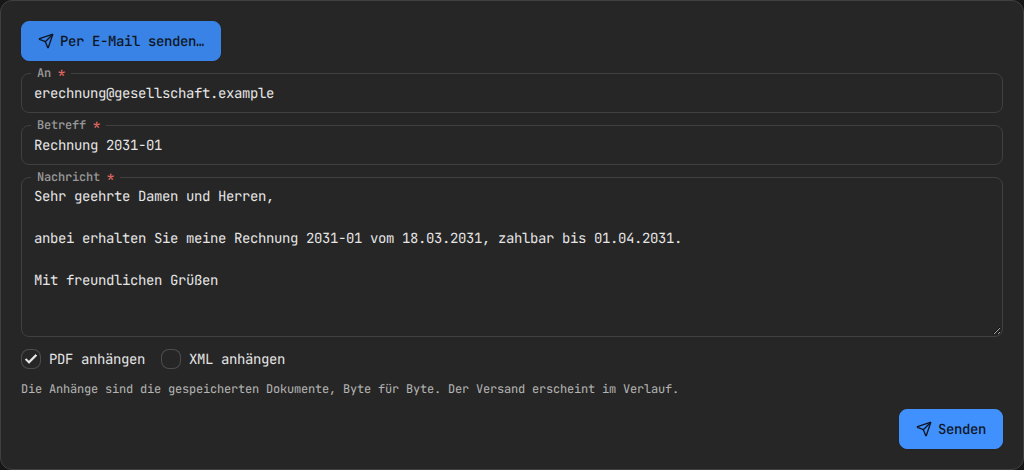 Per E-Mail senden…
An *
erechnung@gesellschaft.example
Betreff *
Rechnung 2031-01
Nachricht *
Sehr geehrte Damen und Herren,
anbei erhalten Sie meine Rechnung 2031-01 vom 18.03.2031, zahlbar bis 01.04.2031.
Mit freundlichen Grüßen
PDF anhängen XML anhängen
Die Anhänge sind die gespeicherten Dokumente, Byte für Byte. Der Versand erscheint im Verlauf.
Senden